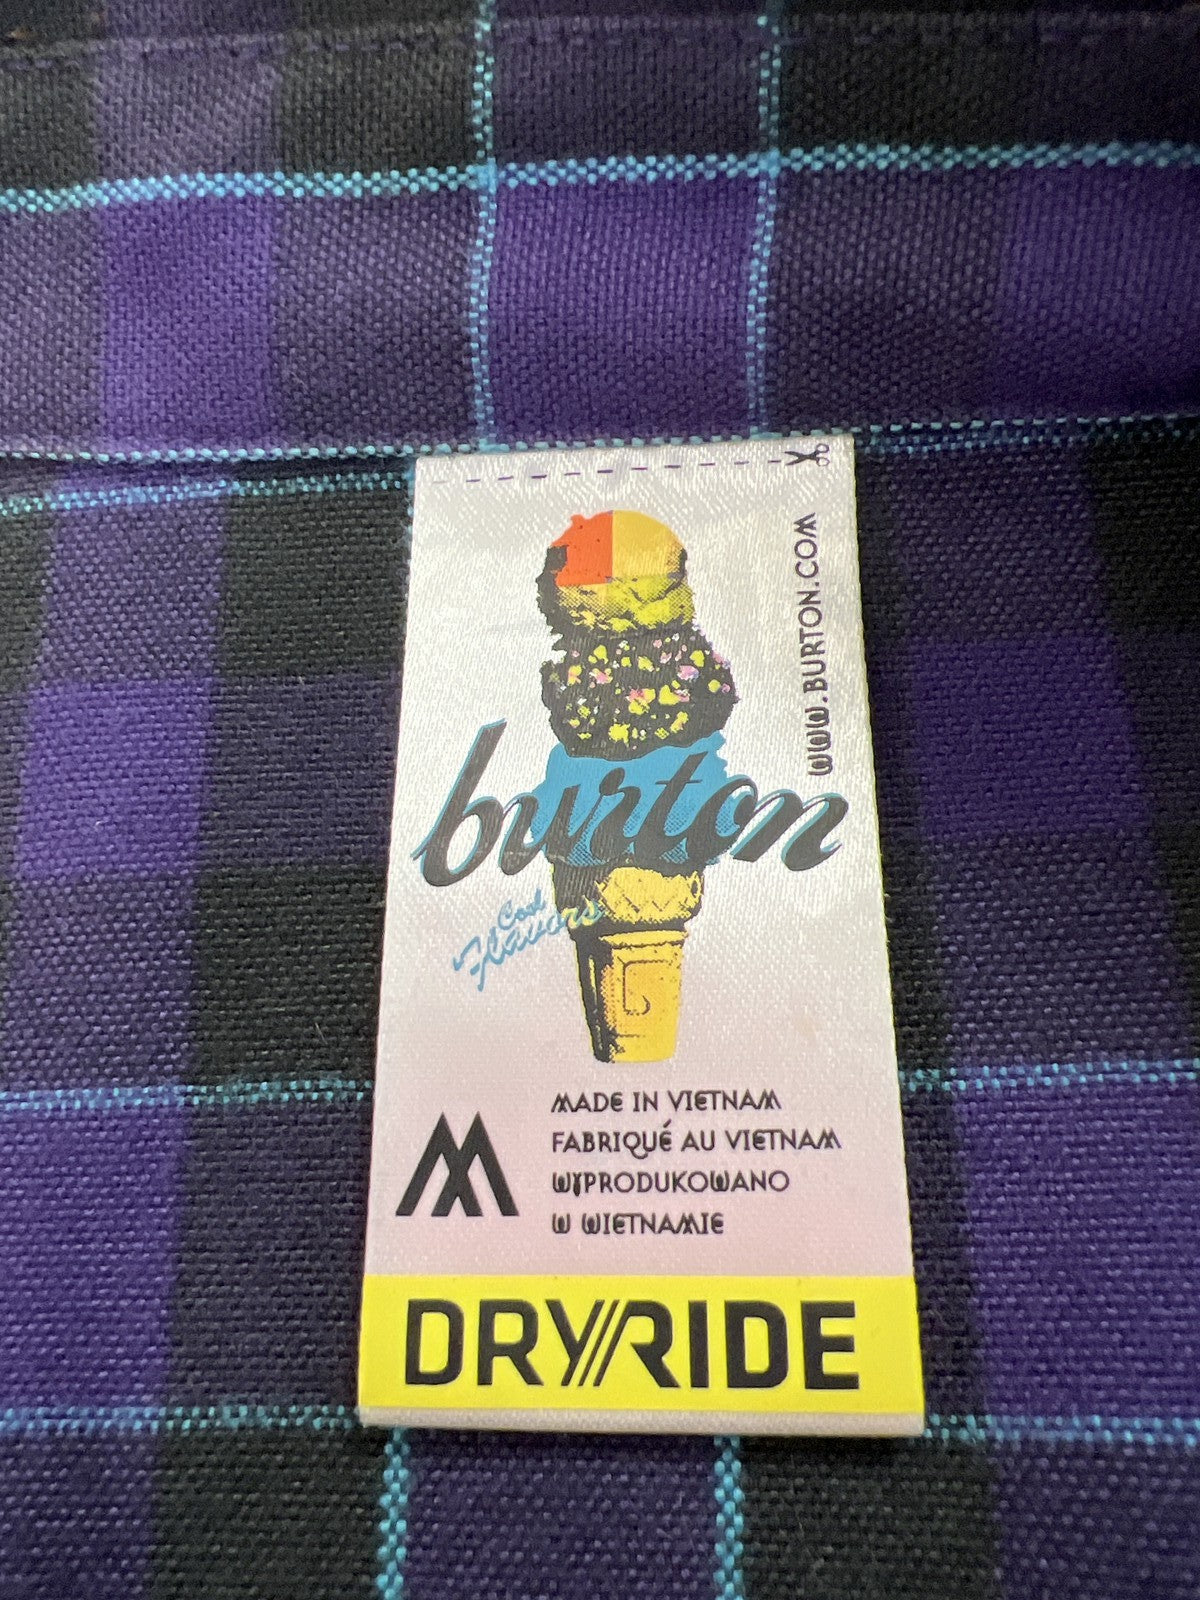 WWW.BURTON.COM
burton
Cool
Flavors
MADE IN VIETNAM
FABRIQUÉ AU VIETNAM
WYPRODUKOWANO
W WIETNAMIE
DRYRIDE